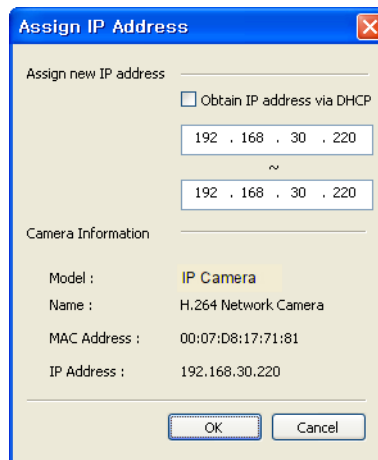 Assign IP Address
Assign new IP address
Obtain IP address via DHCP
192 . 168 . 30 . 220
~
192 . 168 . 30 . 220
Camera Information
Model : IP Camera
Name : H.264 Network Camera
MAC Address : 00:07:D8:17:71:81
IP Address : 192.168.30.220
OK Cancel